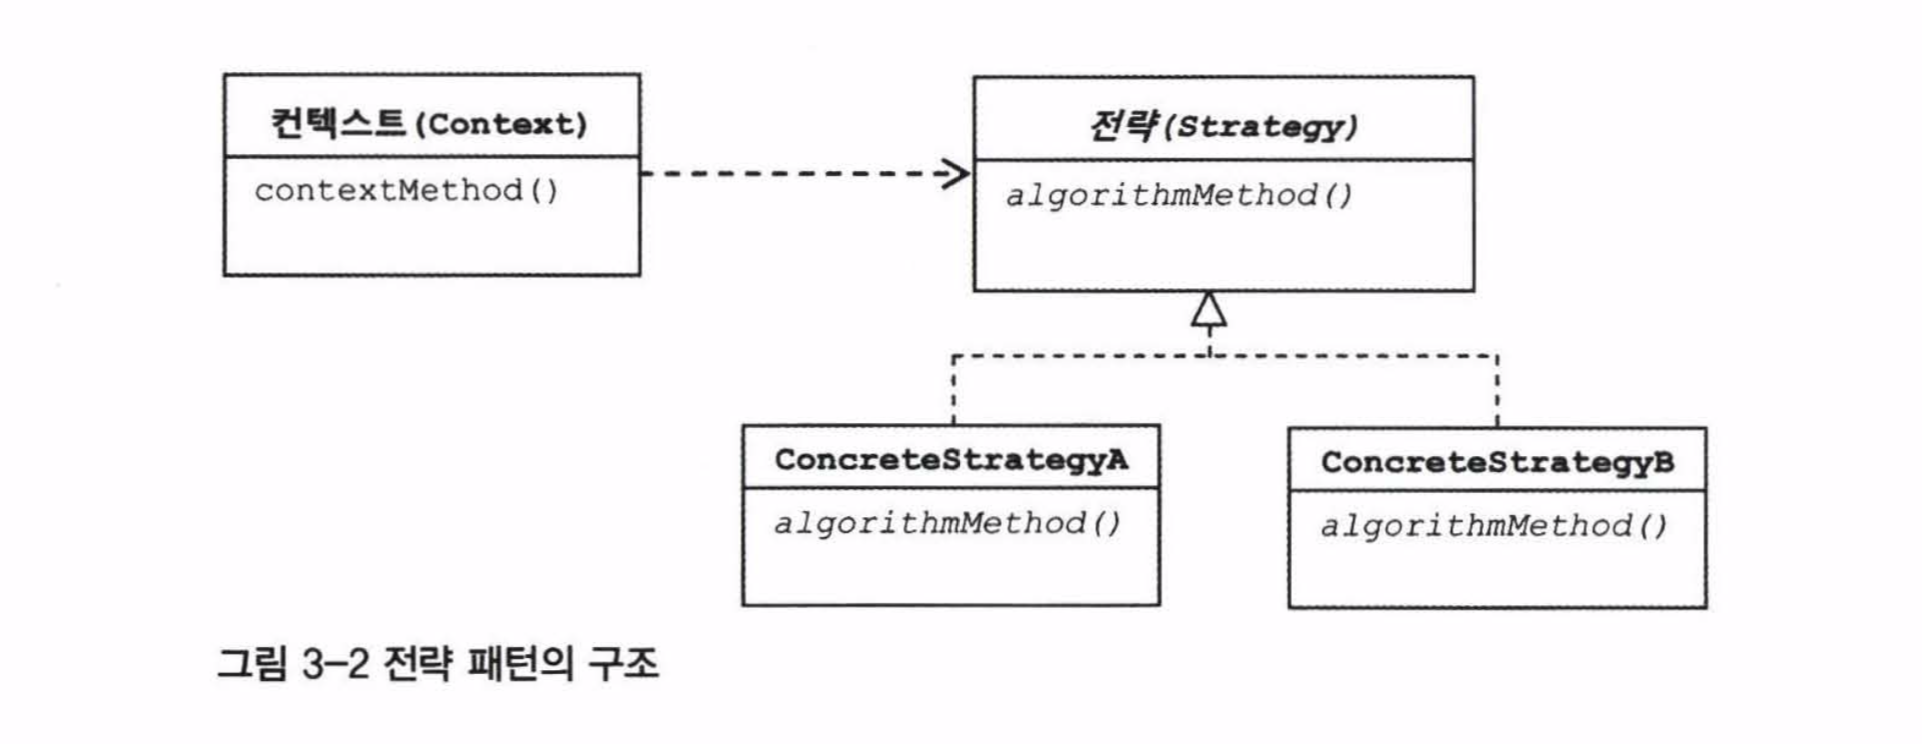 컨텍스트(Context)
contextMethod()
전략(Strategy)
algorithmMethod()
ConcreteStrategyA
algorithmMethod()
ConcreteStrategyB
algorithmMethod()
그림 3-2 전략 패턴의 구조